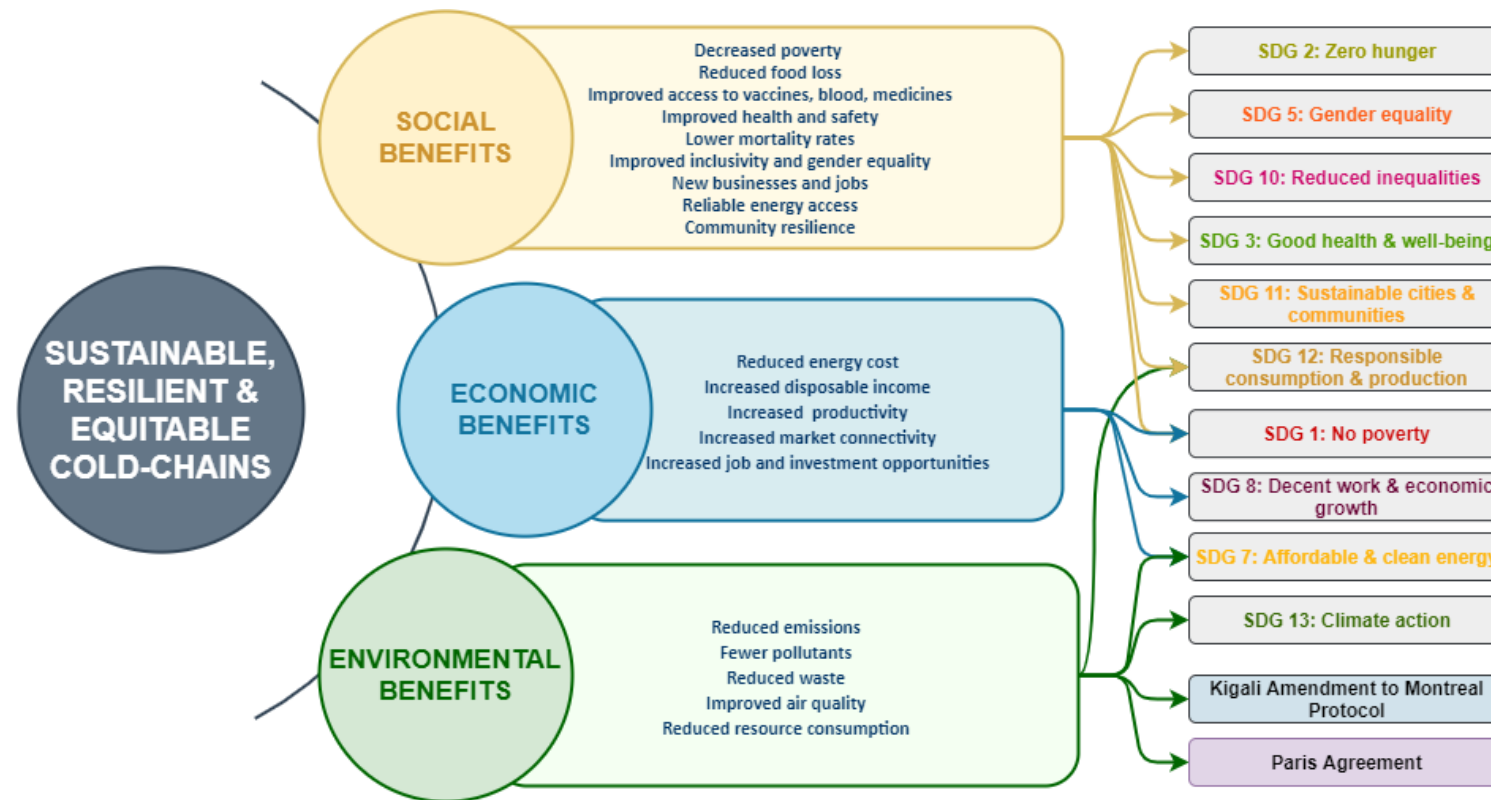 SUSTAINABLE,
RESILIENT &
EQUITABLE
COLD-CHAINS
SOCIAL
BENEFITS
Decreased poverty
Reduced food loss
Improved access to vaccines, blood, medicines
Improved health and safety
Lower mortality rates
Improved inclusivity and gender equality
New businesses and jobs
Reliable energy access
Community resilience
ECONOMIC
BENEFITS
Reduced energy cost
Increased disposable income
Increased productivity
Increased market connectivity
Increased job and investment opportunities
ENVIRONMENTAL
BENEFITS
Reduced emissions
Fewer pollutants
Reduced waste
Improved air quality
Reduced resource consumption
SDG 2: Zero hunger
SDG 5: Gender equality
SDG 10: Reduced inequalities
SDG 3: Good health & well-being
SDG 11: Sustainable cities &
communities
SDG 12: Responsible
consumption & production
SDG 1: No poverty
SDG 8: Decent work & economic
growth
SDG 7: Affordable & clean energy
SDG 13: Climate action
Kigali Amendment to Montreal
Protocol
Paris Agreement